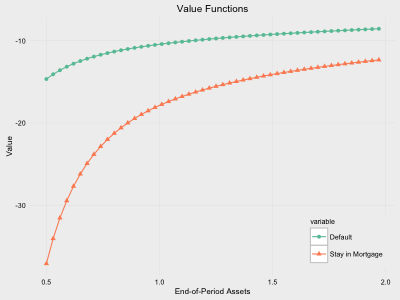 Value Functions
Value
-10
-20
-30
variable
Default
Stay in Mortgage
0.5
1.0
1.5
2.0
End-of-Period Assets